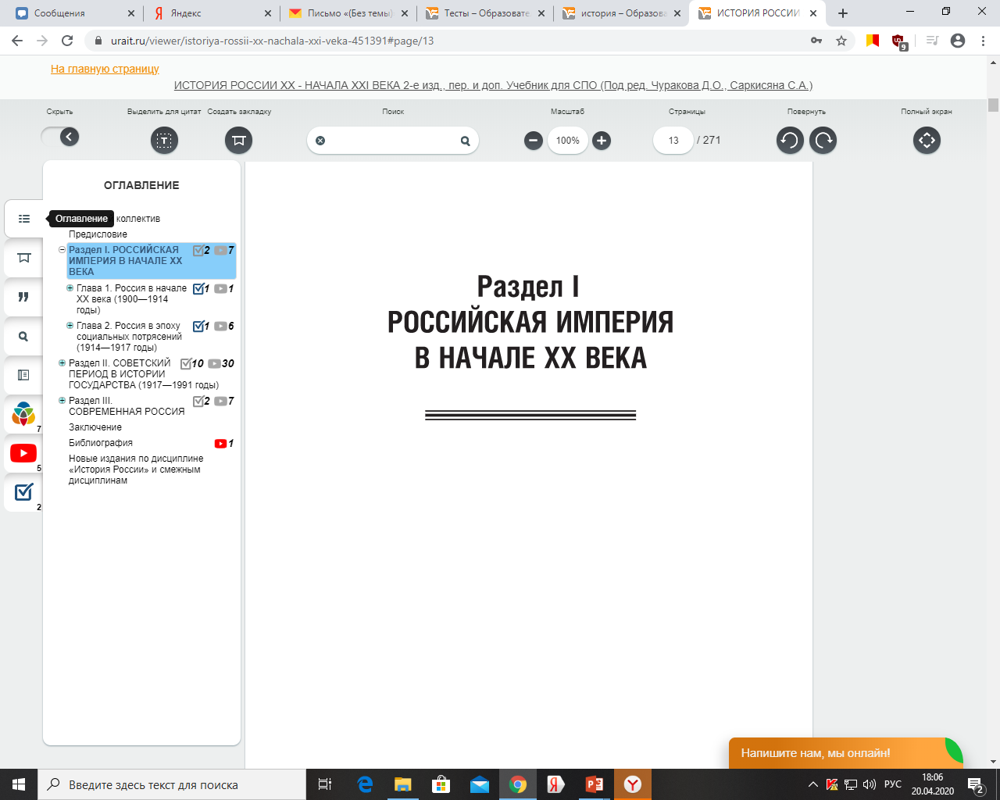 Сообщения
Яндекс
Письмо «(Без темы)
Тесты – Образовате
история – Образова
ИСТОРИЯ РОССИИ
urait.ru/viewer/istoriya-rossii-xx-nachala-xxi-veka-451391#page/13
9
На главную страницу
ИСТОРИЯ РОССИИ XX - НАЧАЛА XXI ВЕКА 2-е изд., пер. и доп. Учебник для СПО (Под ред. Чуракова Д.О., Саркисяна С.А.)
Скрыть Выделить для цитат Создать закладку Поиск Масштаб Страницы Повернуть Полный экран
T 100% 13 / 271
ОГЛАВЛЕНИЕ
Оглавление коллектив
Предисловие
Раздел I. РОССИЙСКАЯ 2 7
ИМПЕРИЯ В НАЧАЛЕ XX
ВЕКА
Глава 1. Россия в начале 1 1
XX века (1900—1914
годы)
Глава 2. Россия в эпоху 1 6
социальных потрясений
(1914—1917 годы)
Раздел II. СОВЕТСКИЙ 10 30
ПЕРИОД В ИСТОРИИ
ГОСУДАРСТВА (1917—1991 годы)
Раздел III. 2 7
СОВРЕМЕННАЯ РОССИЯ
Заключение
Библиография 1
Новые издания по дисциплине
«История России» и смежным
дисциплинам
7
5
2
Раздел I
РОССИЙСКАЯ ИМПЕРИЯ
В НАЧАЛЕ XX ВЕКА
Напишите нам, мы онлайн!
Введите здесь текст для поиска
РУС
18:06
20.04.2020
2